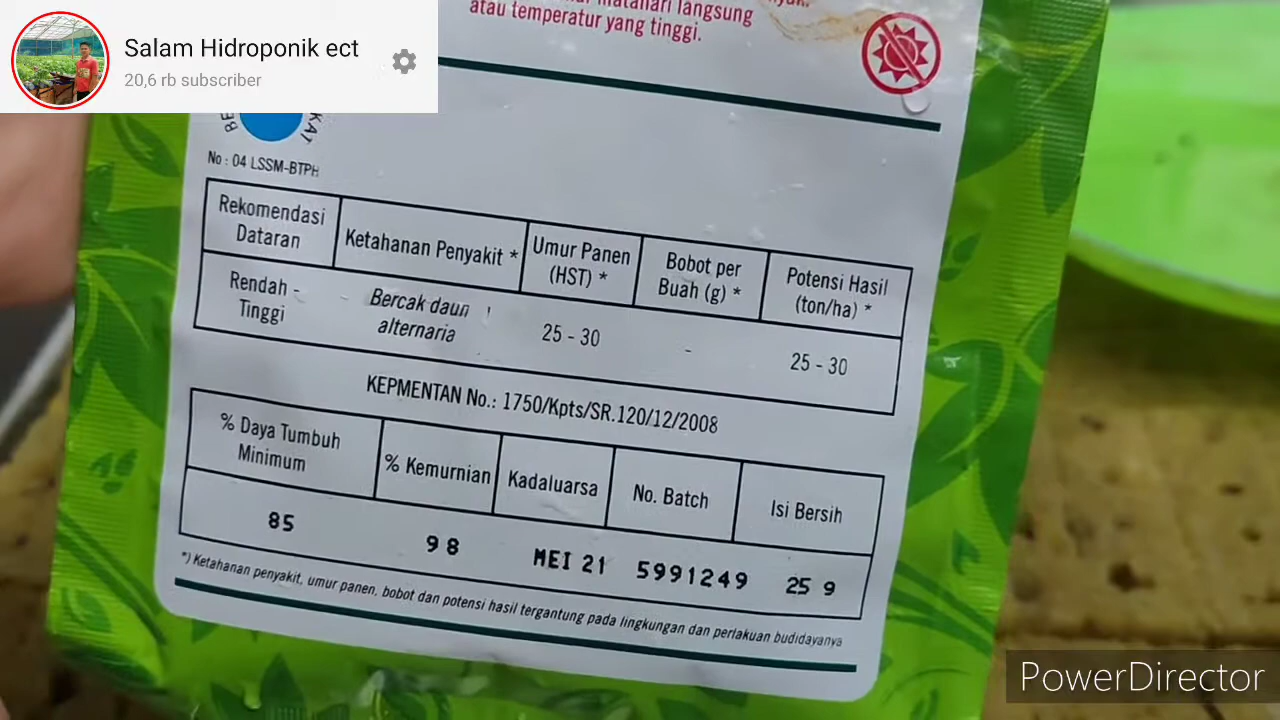 Salam Hidroponik ect
20,6 rb subscriber
matahari langsung
atau temperatur yang tinggi.
No : 04 LSSM-BTPH
Rekomendasi Dataran
Ketahanan Penyakit *
Umur Panen (HST) *
Bobot per Buah (g) *
Potensi Hasil (ton/ha) *
Rendah - Tinggi
Bercak daun alternaria
25 - 30
-
25 - 30
KEPMENTAN No.: 1750/Kpts/SR.120/12/2008
% Daya Tumbuh Minimum
% Kemurnian
Kadaluarsa
No. Batch
Isi Bersih
85
98
MEI 21
5991249
25 g
*) Ketahanan penyakit, umur panen, bobot dan potensi hasil tergantung pada lingkungan dan perlakuan budidayanya
PowerDirector